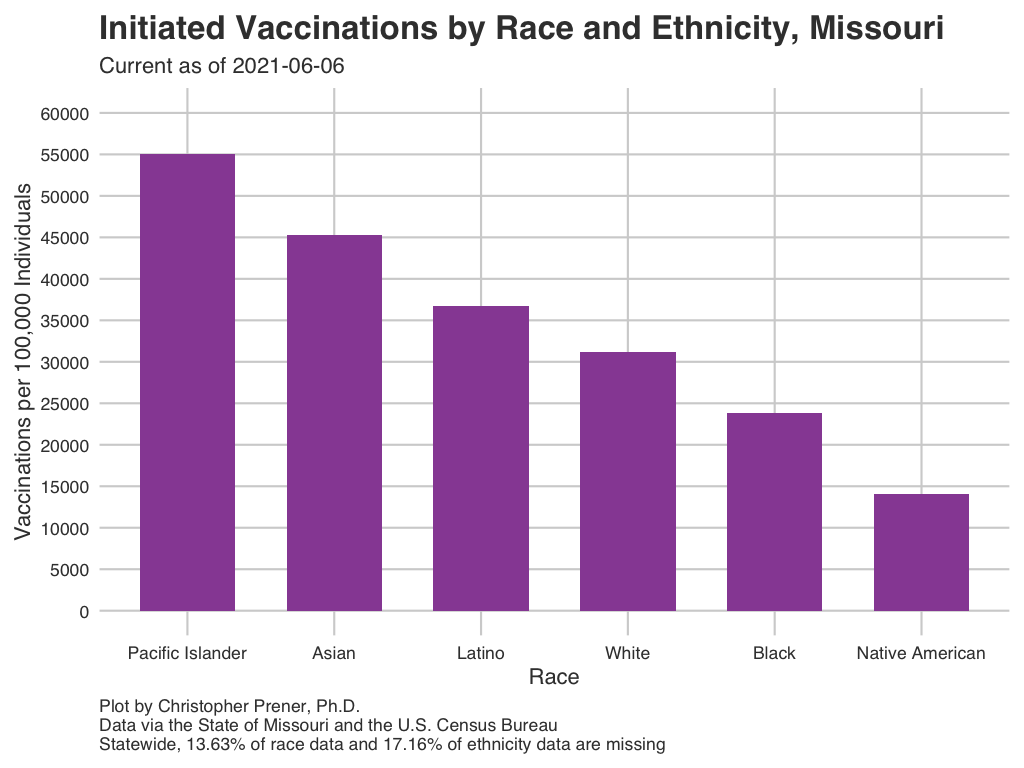 Initiated Vaccinations by Race and Ethnicity, Missouri
Current as of 2021-06-06
Vaccinations per 100,000 Individuals
60000
55000
50000
45000
40000
35000
30000
25000
20000
15000
10000
5000
0
Pacific Islander
Asian
Latino
White
Black
Native American
Race
Plot by Christopher Prener, Ph.D.
Data via the State of Missouri and the U.S. Census Bureau
Statewide, 13.63% of race data and 17.16% of ethnicity data are missing